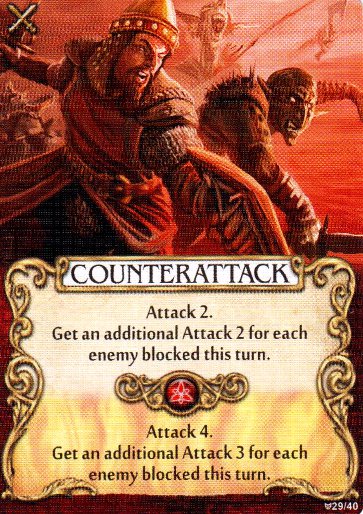 COUNTERATTACK
Attack 2.
Get an additional Attack 2 for each
enemy blocked this turn.
Attack 4.
Get an additional Attack 3 for each
enemy blocked this turn.
29/40